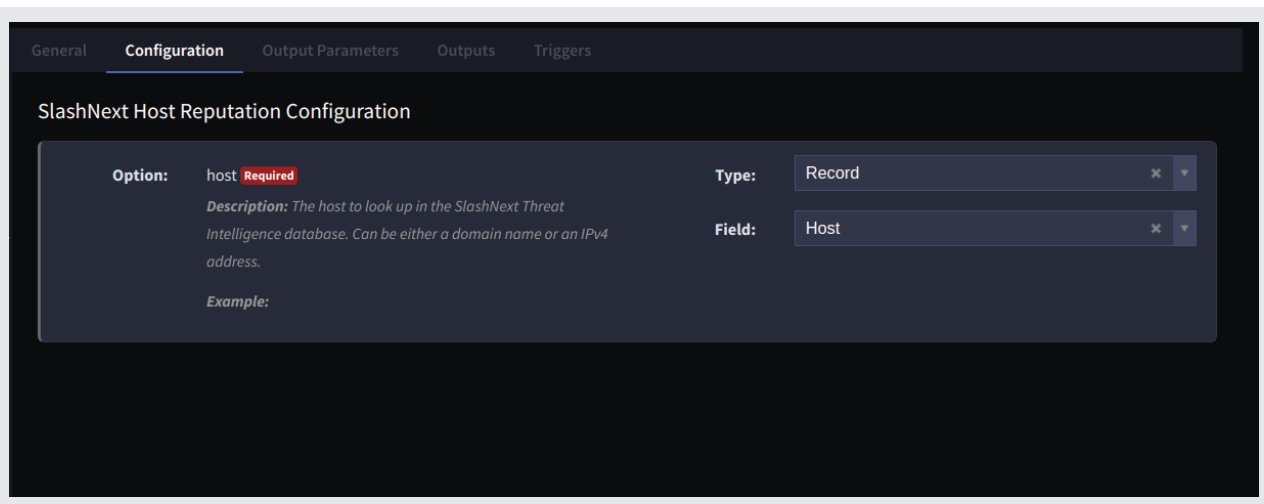 General Configuration Output Parameters Outputs Triggers
SlashNext Host Reputation Configuration
Option: host Required
Description: The host to look up in the SlashNext Threat
Intelligence database. Can be either a domain name or an IPv4
address.
Example:
Type: Record
Field: Host